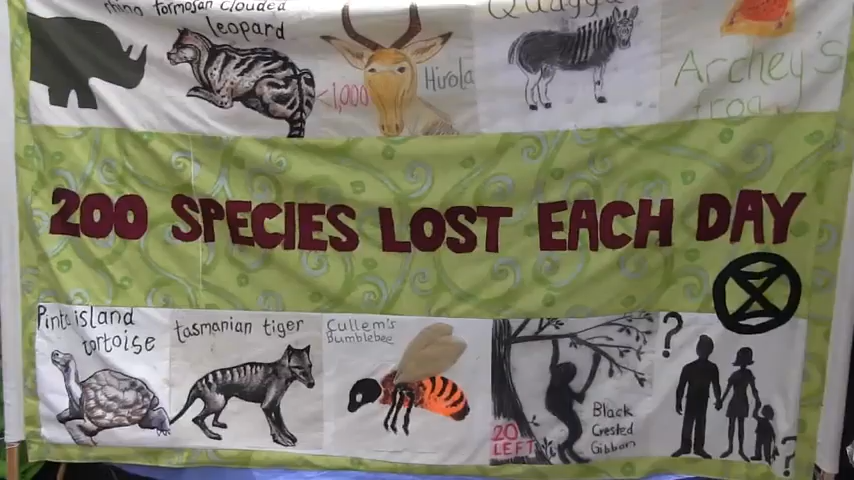 rhino formosan clouded
leopard
<1,000
Hirola
Quagga
Archey's
frog
200 SPECIES LOST EACH DAY
Pinta island
tortoise
tasmanian tiger
Cullem's
Bumblebee
20
LEFT
Black
Crested
Gibbon
?
?